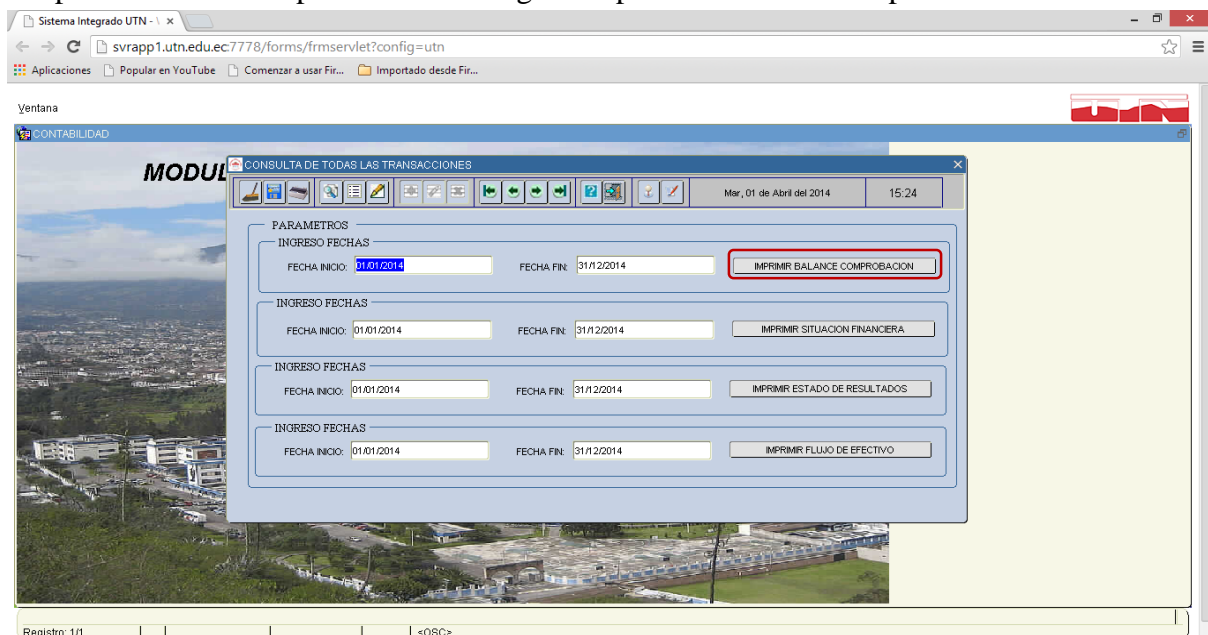 Sistema Integrado UTN - \
svrapp1.utn.edu.ec:7778/forms/frmservlet?config=utn
Aplicaciones Popular en YouTube Comenzar a usar Fir... Importado desde Fir...
Ventana
UTN
CONTABILIDAD
MODUL
CONSULTA DE TODAS LAS TRANSACCIONES
Mar, 01 de Abril del 2014 15:24
PARAMETROS
INGRESO FECHAS
FECHA INICIO: 01/01/2014 FECHA FIN: 31/12/2014 IMPRIMIR BALANCE COMPROBACION
INGRESO FECHAS
FECHA INICIO: 01/01/2014 FECHA FIN: 31/12/2014 IMPRIMIR SITUACION FINANCIERA
INGRESO FECHAS
FECHA INICIO: 01/01/2014 FECHA FIN: 31/12/2014 IMPRIMIR ESTADO DE RESULTADOS
INGRESO FECHAS
FECHA INICIO: 01/01/2014 FECHA FIN: 31/12/2014 IMPRIMIR FLUJO DE EFECTIVO
Registro: 1/1 <OSC>